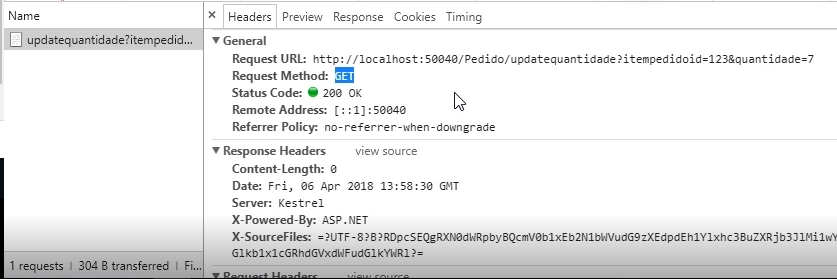 Name
updatequantidade?itempedid...
Headers Preview Response Cookies Timing
General
Request URL: http://localhost:50040/Pedido/updatequantidade?itempedidoid=123&quantidade=7
Request Method: GET
Status Code: 200 OK
Remote Address: [::1]:50040
Referrer Policy: no-referrer-when-downgrade
Response Headers view source
Content-Length: 0
Date: Fri, 06 Apr 2018 13:58:30 GMT
Server: Kestrel
X-Powered-By: ASP.NET
X-SourceFiles: =?UTF-8?B?RDpcSEQgRXN0dWRpbyBQcmV0b1xEb2N1bWVudG9zXEdpdEh1Ylxhc3BuZXRjb3JlMi1wY
Glkb1x1cGRhdGVxdWFudGlkYWRl?=
Request Headers view source
1 requests | 304 B transferred | Fi...